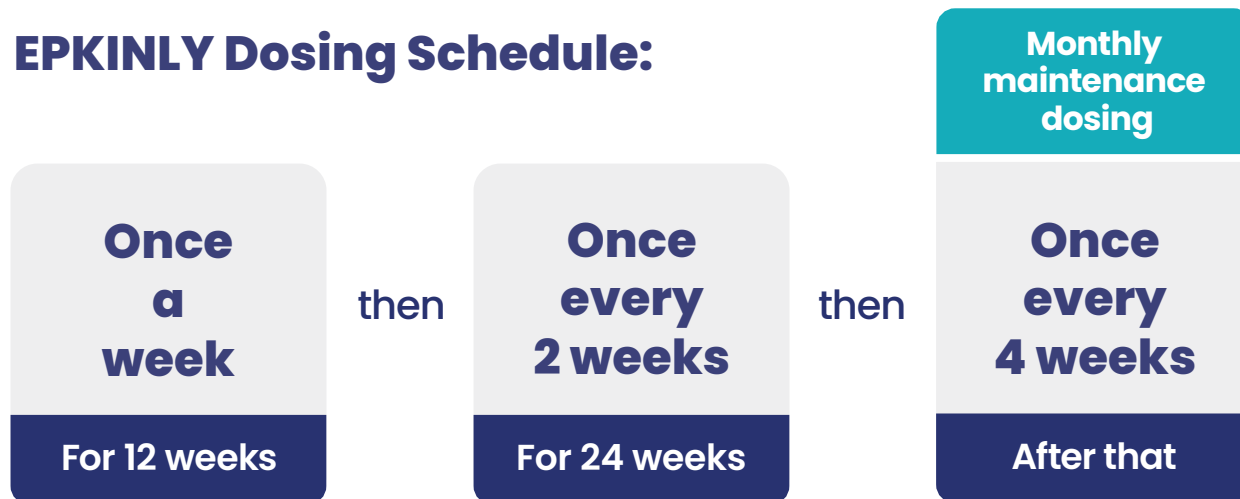 EPKINLY Dosing Schedule:
Once
a
week
For 12 weeks
then
Once
every
2 weeks
For 24 weeks
then
Monthly
maintenance
dosing
Once
every
4 weeks
After that